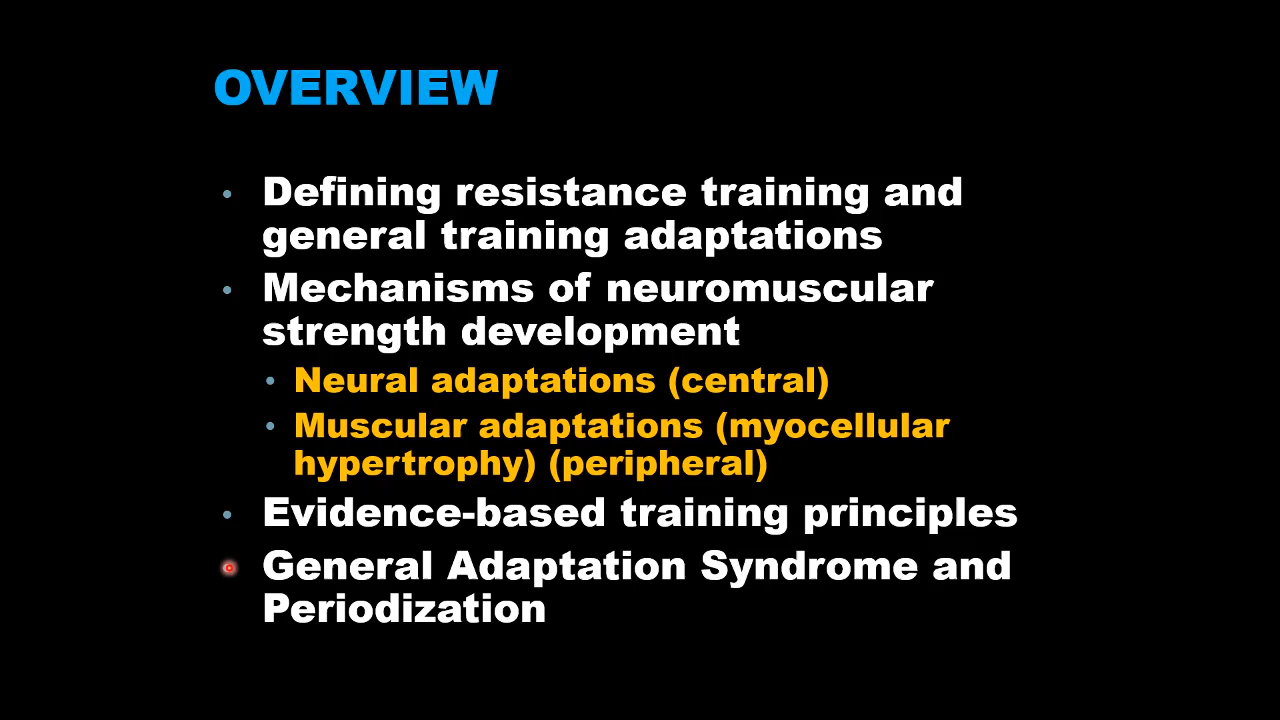 OVERVIEW
• Defining resistance training and
general training adaptations
• Mechanisms of neuromuscular
strength development
• Neural adaptations (central)
• Muscular adaptations (myocellular
hypertrophy) (peripheral)
• Evidence-based training principles
• General Adaptation Syndrome and
Periodization